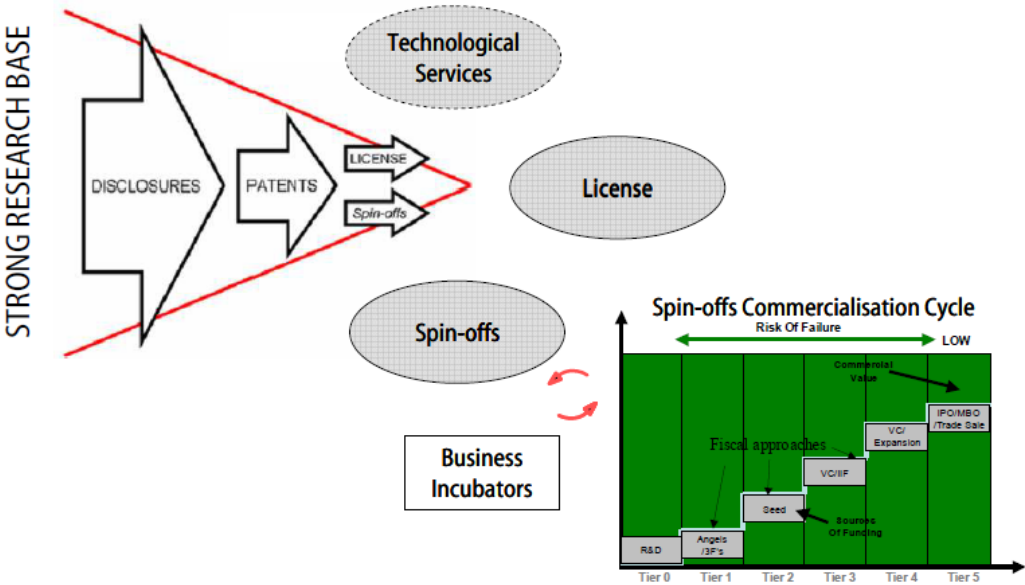 STRONG RESEARCH BASE
DISCLOSURES
PATENTS
LICENSE
Spin-offs
Technological
Services
License
Spin-offs
Business
Incubators
Spin-offs Commercialisation Cycle
Risk Of Failure
LOW
Commercial
Value
IPO/MBO
/Trade Sale
VC/
Expansion
Fiscal approaches
VC/IIF
Seed
Sources
Of Funding
Angels
/3F's
R&D
Tier 0
Tier 1
Tier 2
Tier 3
Tier 4
Tier 5